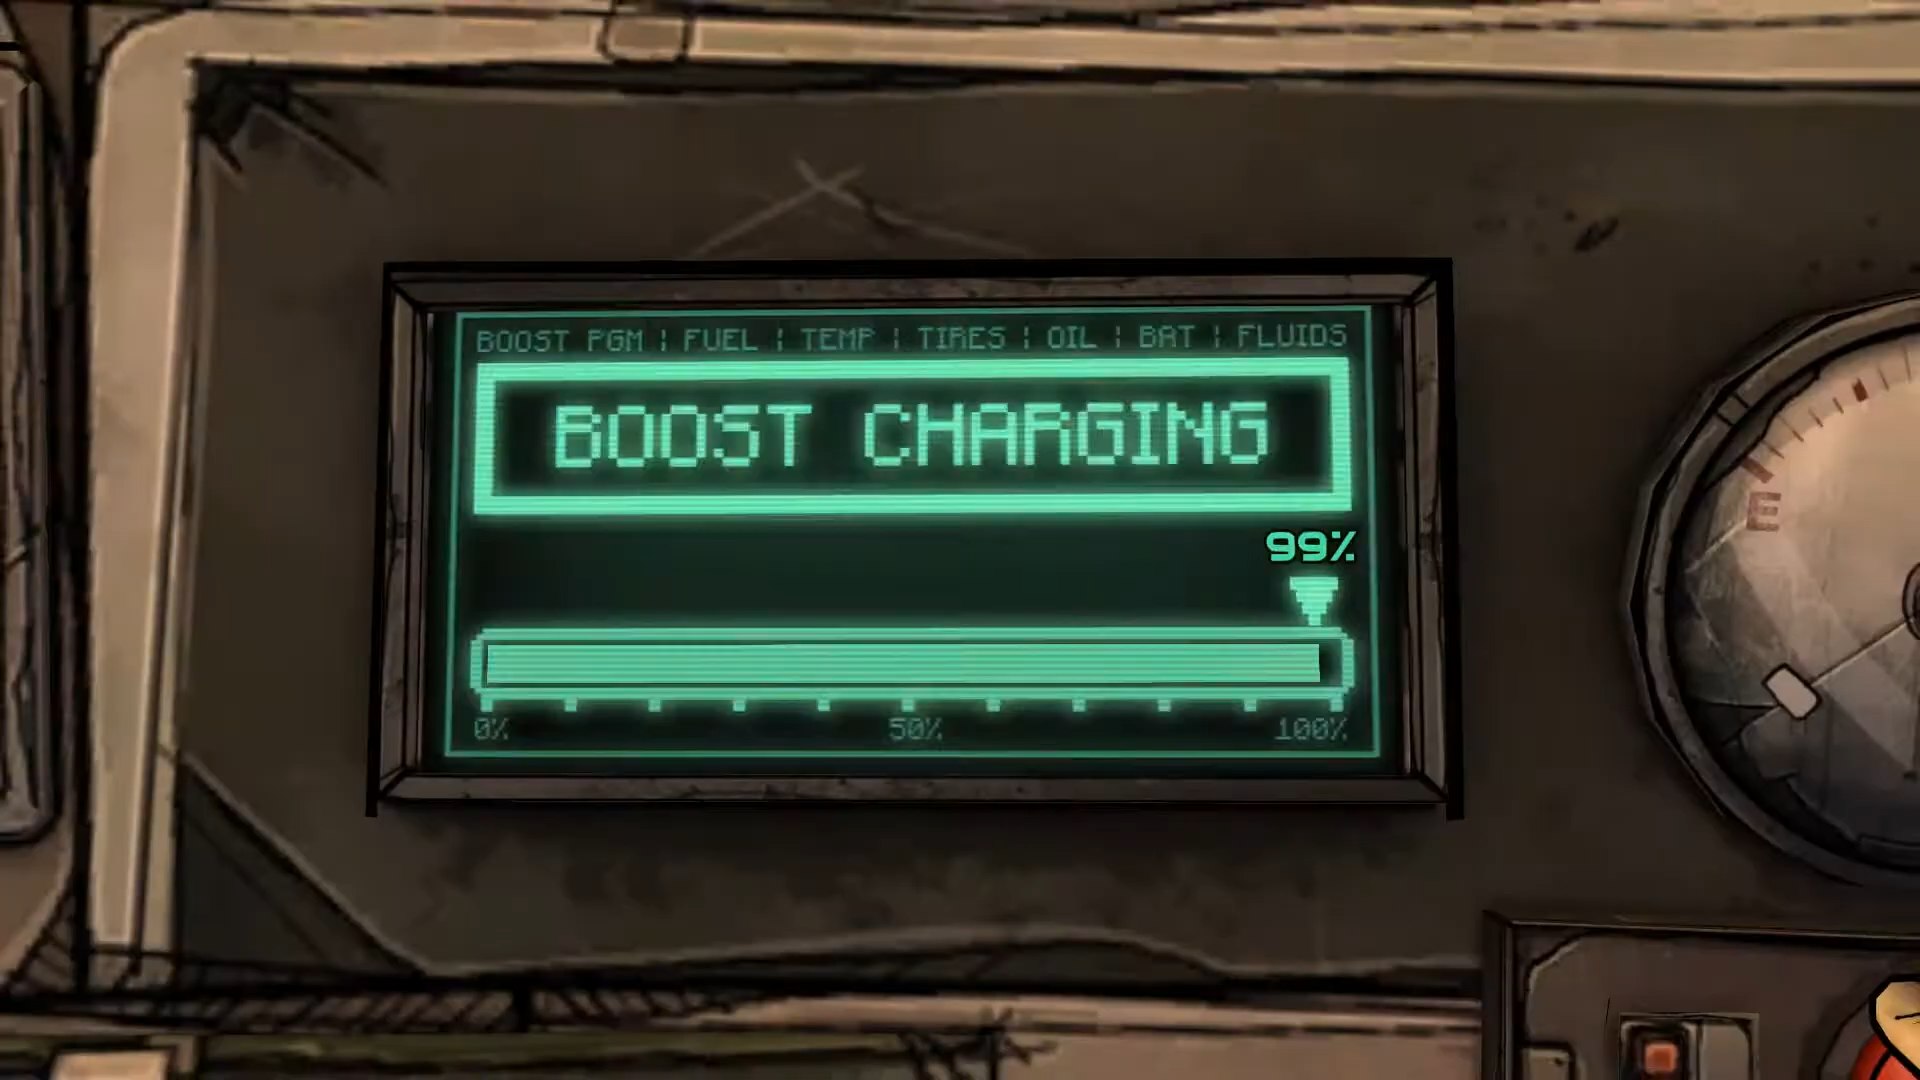 BOOST PGM ¦ FUEL ¦ TEMP ¦ TIRES ¦ OIL ¦ BAT ¦ FLUIDS
BOOST CHARGING
99%
0% 50% 100%
E